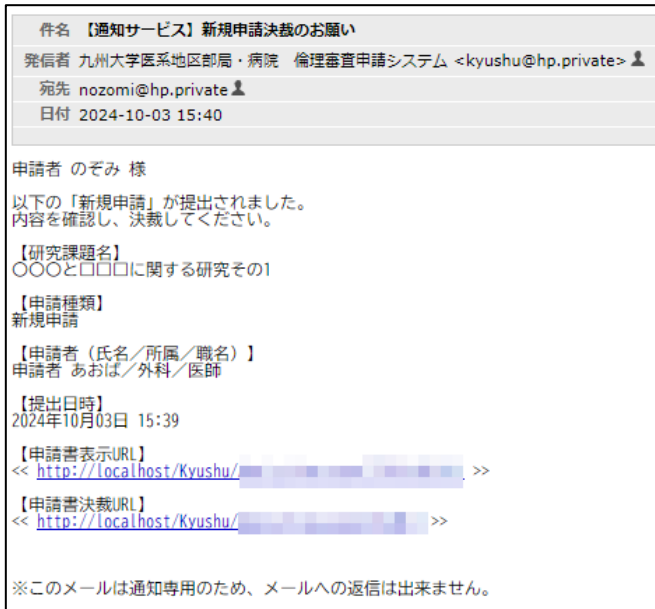 件名 【通知サービス】新規申請決裁のお願い
発信者 九州大学医系地区部局・病院 倫理審査申請システム <kyushu@hp.private>
宛先 nozomi@hp.private
日付 2024-10-03 15:40
申請者 のぞみ 様
以下の「新規申請」が提出されました。
内容を確認し、決裁してください。
【研究課題名】
〇〇〇と□□□に関する研究その1
【申請種類】
新規申請
【申請者（氏名／所属／職名）】
申請者 あおば／外科／医師
【提出日時】
2024年10月03日 15:39
【申請書表示URL】
<< http://localhost/Kyushu/ >>
【申請書決裁URL】
<< http://localhost/Kyushu/ >>
※このメールは通知専用のため、メールへの返信は出来ません。